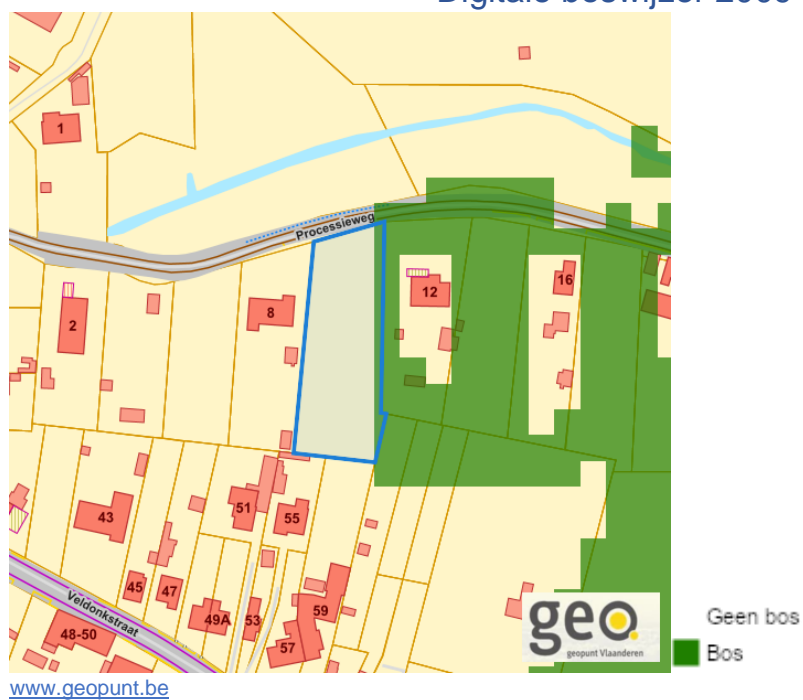 1
Processieweg
12
16
8
2
51
55
43
45
47
59
49A
53
57
Veldonkstraat
48-50
geo
geopunt Vlaanderen
Geen bos
Bos
www.geopunt.be